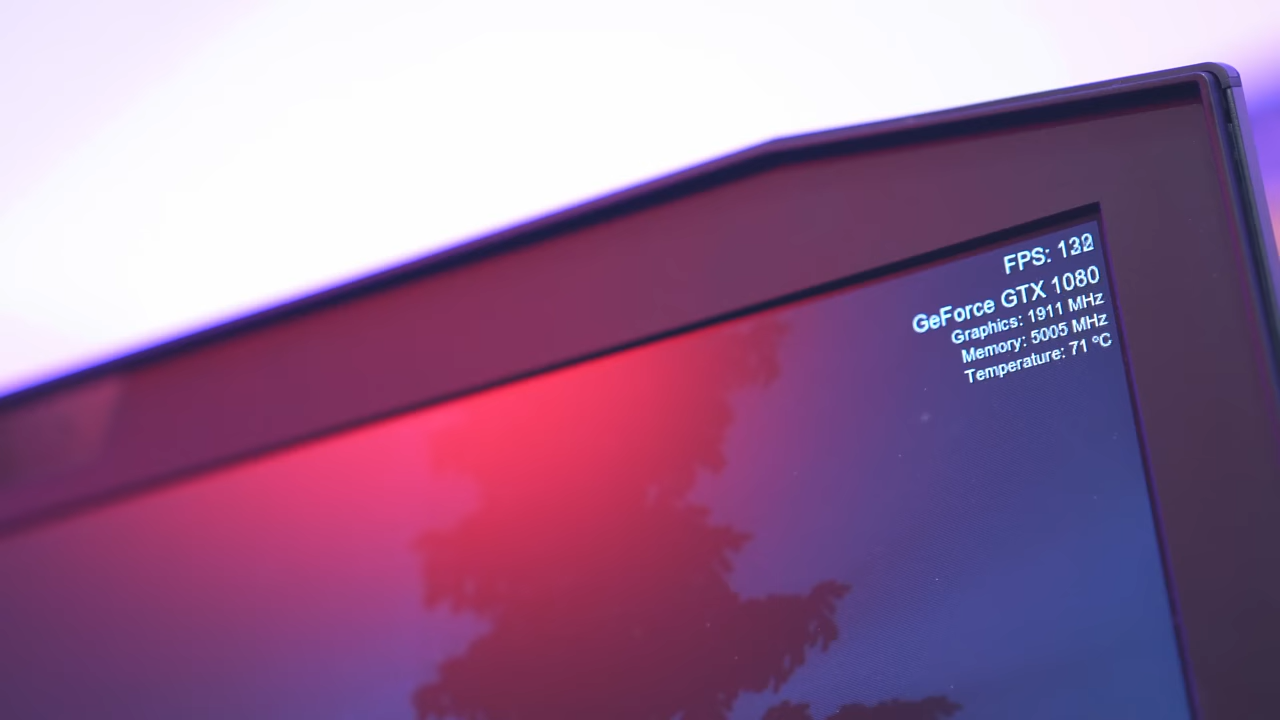 FPS: 132
GeForce GTX 1080
Graphics: 1911 MHz
Memory: 5005 MHz
Temperature: 71 °C